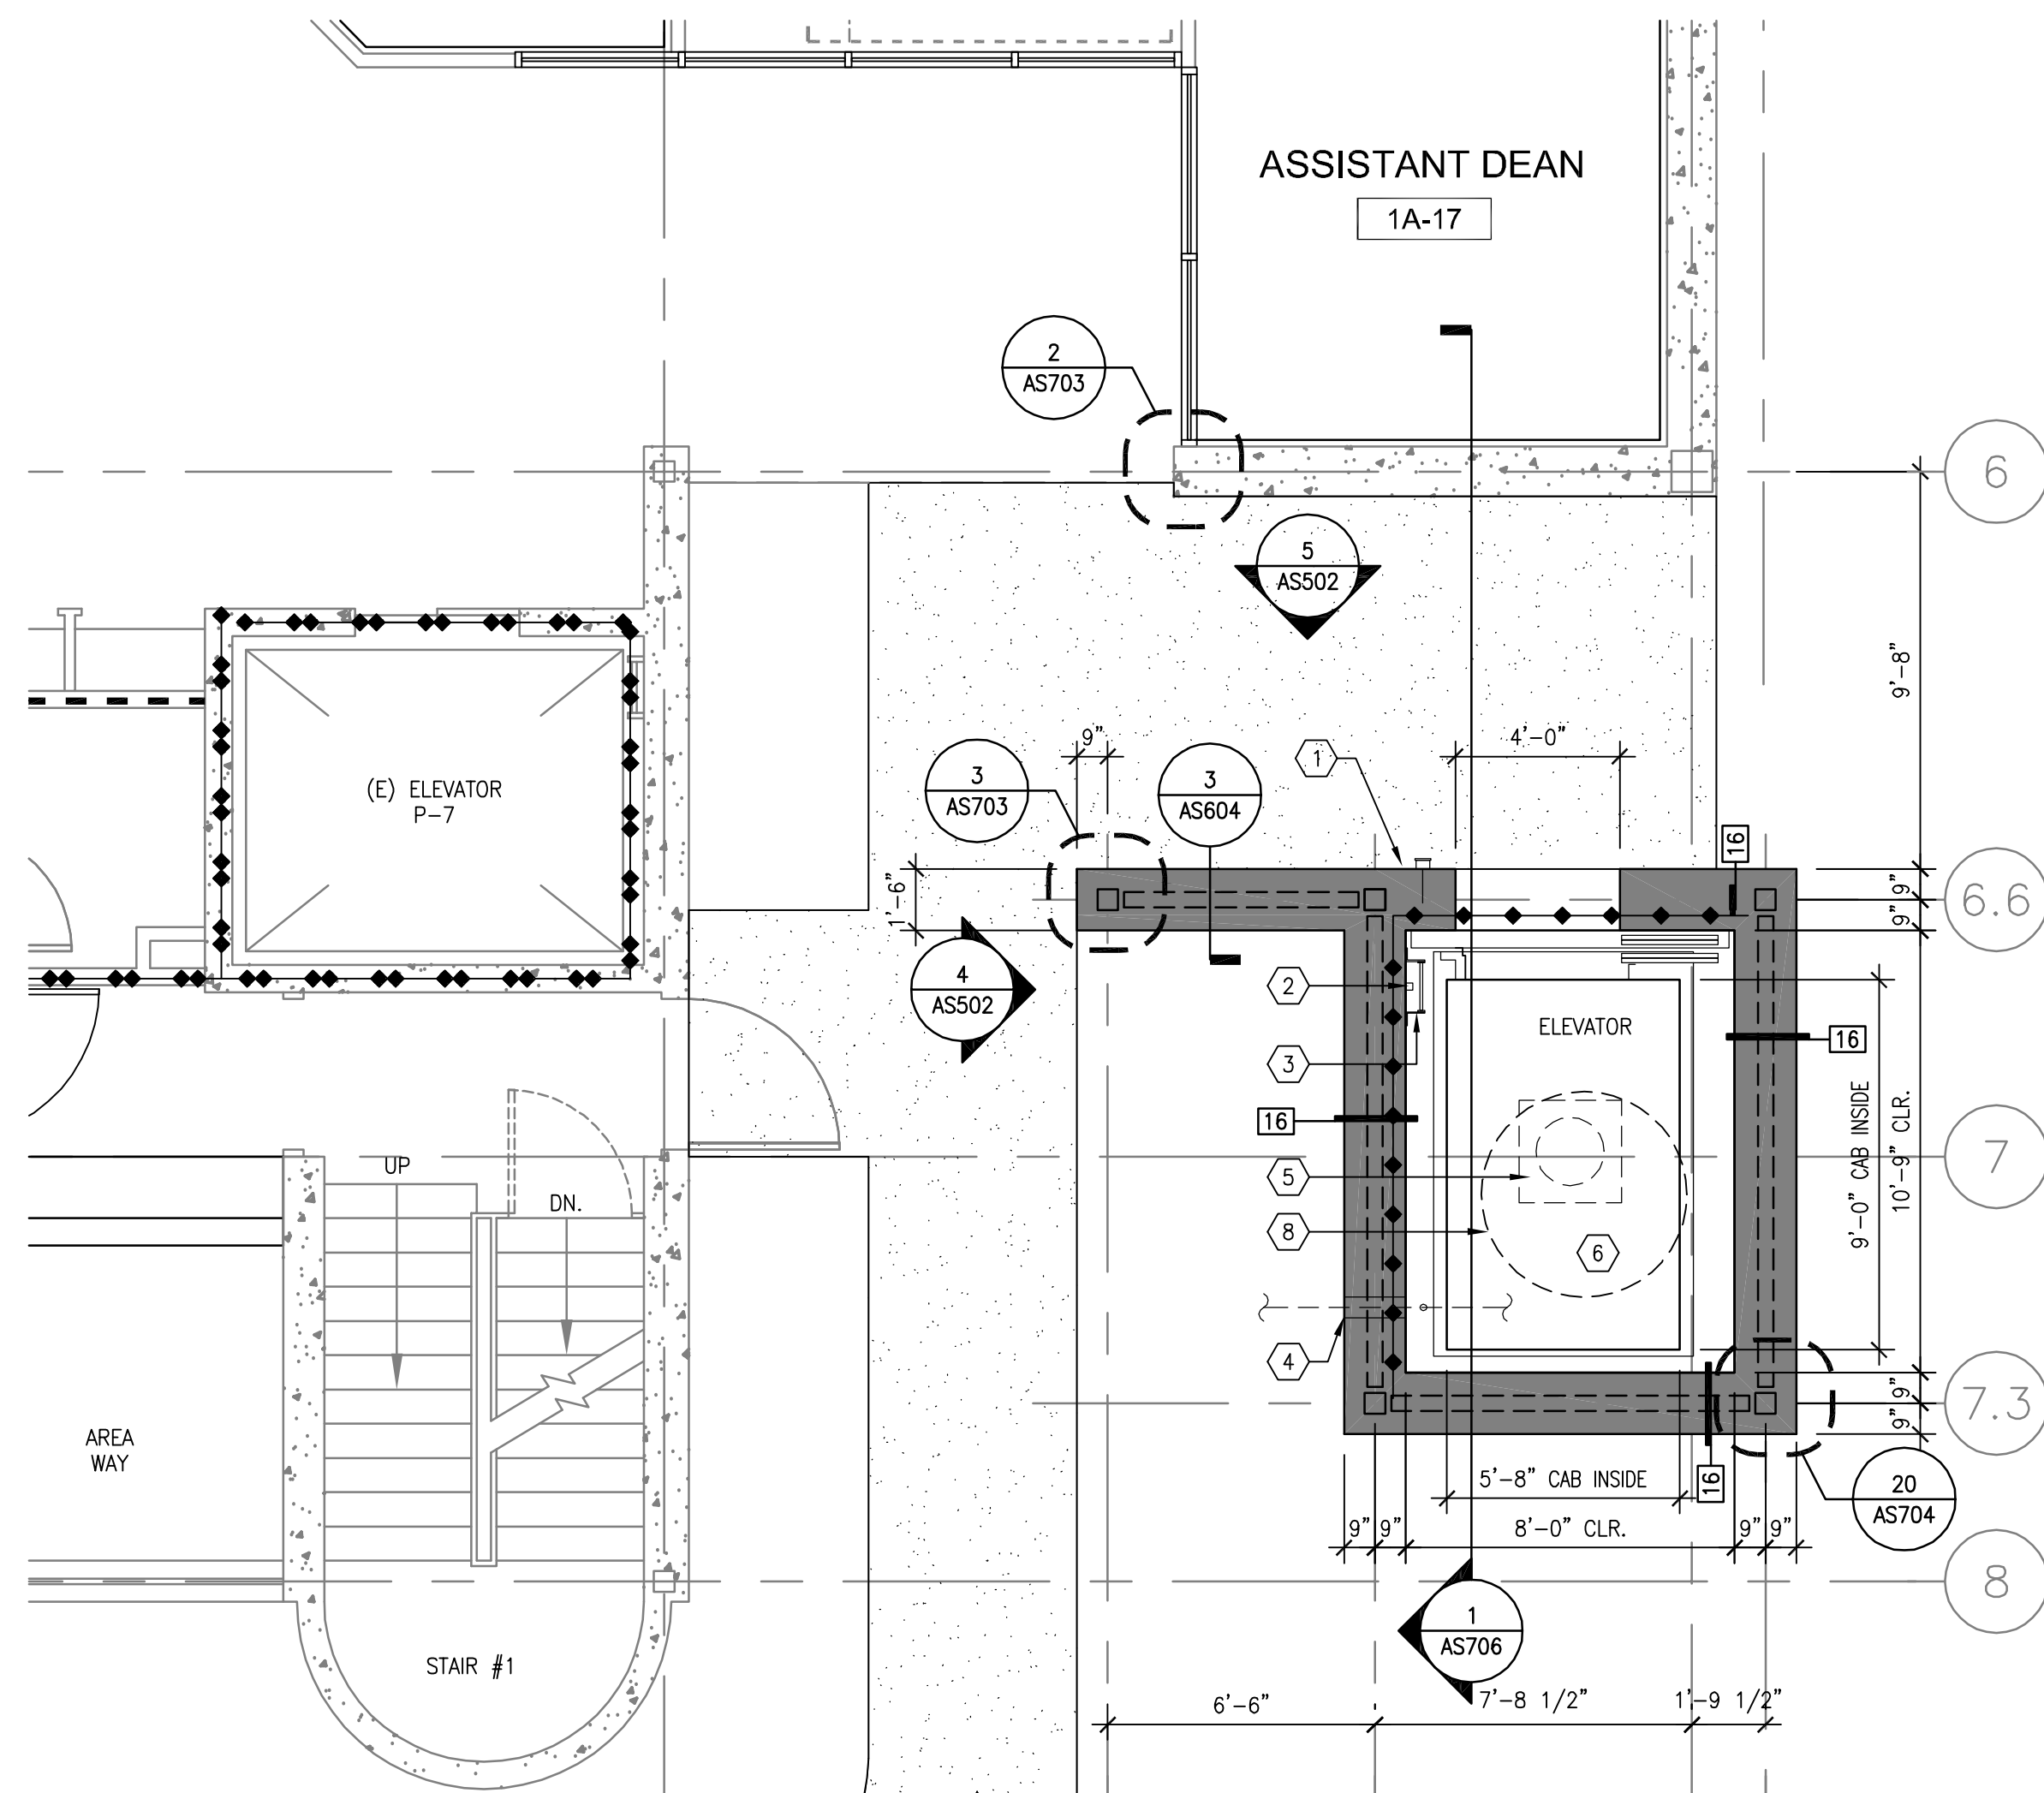 ASSISTANT DEAN
1A-17
2
AS703
6
5
AS502
9'-8"
9"
4'-0"
1
3
AS703
3
AS604
(E) ELEVATOR
P-7
16
1'-6"
9"
9"
6.6
4
AS502
2
ELEVATOR
16
3
16
9'-0" CAB INSIDE
10'-9" CLR.
7
UP
DN.
5
8
6
4
9"
9"
7.3
AREA
WAY
5'-8" CAB INSIDE
16
20
AS704
9"
9"
8'-0" CLR.
9"
9"
8
1
AS706
STAIR #1
6'-6"
7'-8 1/2"
1'-9 1/2"